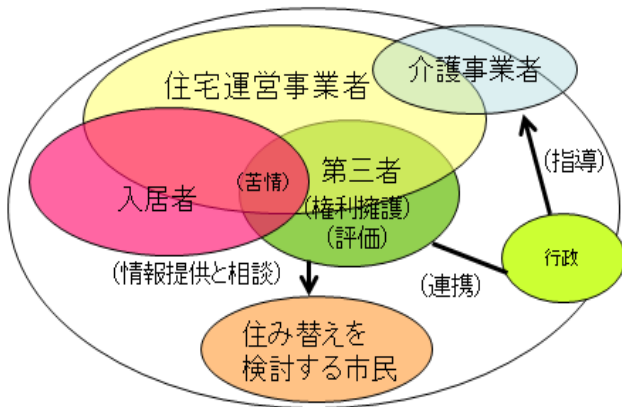 介護事業者
住宅運営事業者
(指導)
第三者
(苦情)
入居者
(権利擁護)
(評価)
行政
(情報提供と相談)
(連携)
住み替えを
検討する市民